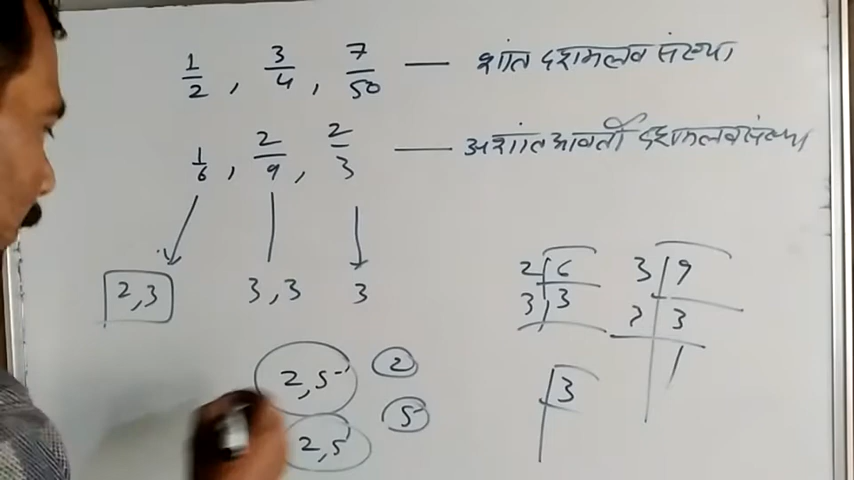 1/2 , 3/4 , 7/50 — शांत दशमलव संख्या
1/6 , 2/9 , 2/3 — अशांत आवर्ती दशमलव संख्या
2,3 3,3 3
2 6 3 9
3 3 3 3
1
2,5 2
2,5 5
3